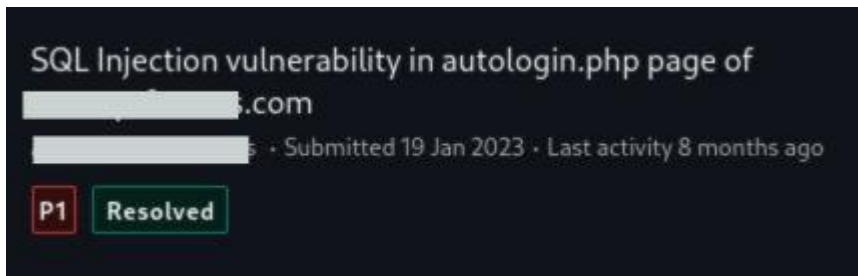 SQL Injection vulnerability in autologin.php page of
.com
· Submitted 19 Jan 2023 · Last activity 8 months ago
P1 Resolved